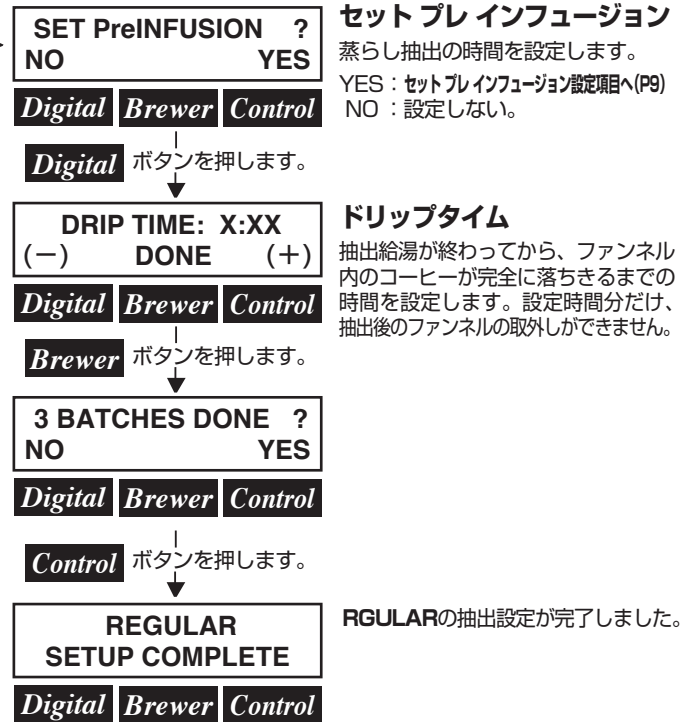 SET PreINFUSION ?
NO YES
Digital Brewer Control
セット プレ インフュージョン
蒸らし抽出の時間を設定します。
YES：セットプレインフュージョン設定項目へ(P9)
NO ：設定しない。
Digital ボタンを押します。
DRIP TIME: X:XX
(－) DONE (＋)
Digital Brewer Control
ドリップタイム
抽出給湯が終わってから、ファンネル
内のコーヒーが完全に落ちきるまでの
時間を設定します。設定時間分だけ、
抽出後のファンネルの取外しができません。
Brewer ボタンを押します。
3 BATCHES DONE ?
NO YES
Digital Brewer Control
Control ボタンを押します。
REGULAR
SETUP COMPLETE
Digital Brewer Control
RGULARの抽出設定が完了しました。